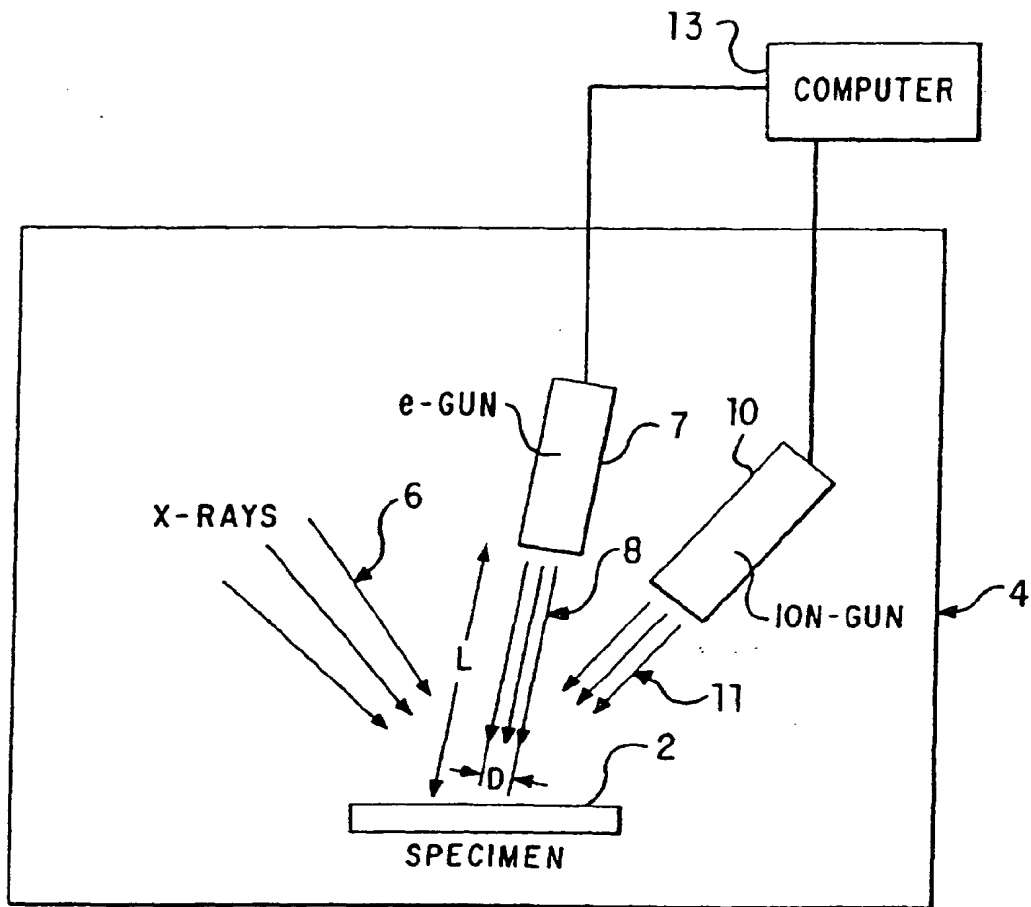 13
COMPUTER
e-GUN
7
10
X-RAYS
6
8
ION-GUN
4
L
11
D
2
SPECIMEN